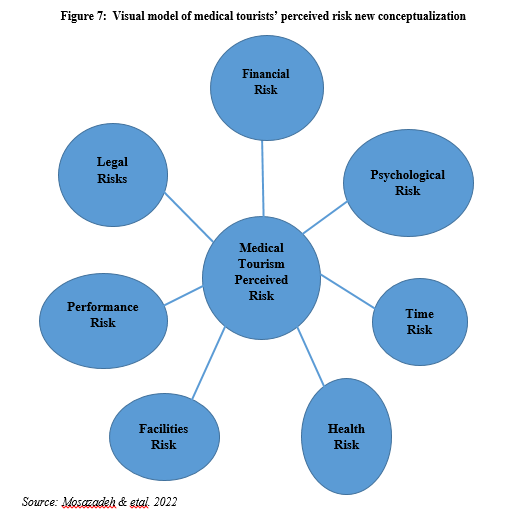 Figure 7: Visual model of medical tourists' perceived risk new conceptualization
Financial
Risk
Legal
Risks
Psychological
Risk
Medical
Tourism
Perceived
Risk
Performance
Risk
Time
Risk
Facilities
Risk
Health
Risk
Source: Mosazadeh & etal. 2022